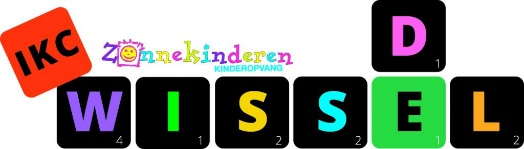 IKC
Zonnekinderen
KINDEROPVANG
D
1
WISSEL
4 1 2 2 1 2